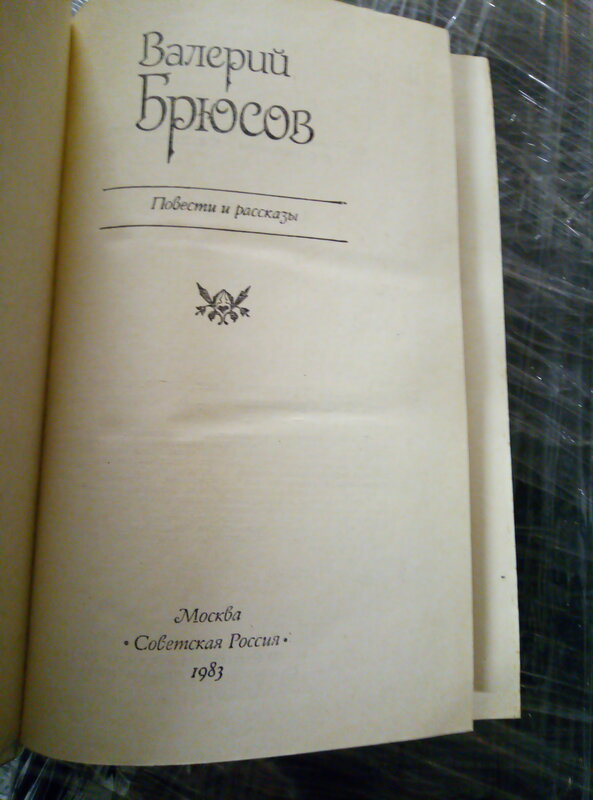 Валерий
Брюсов
Повести и рассказы
Москва
• Советская Россия •
1983